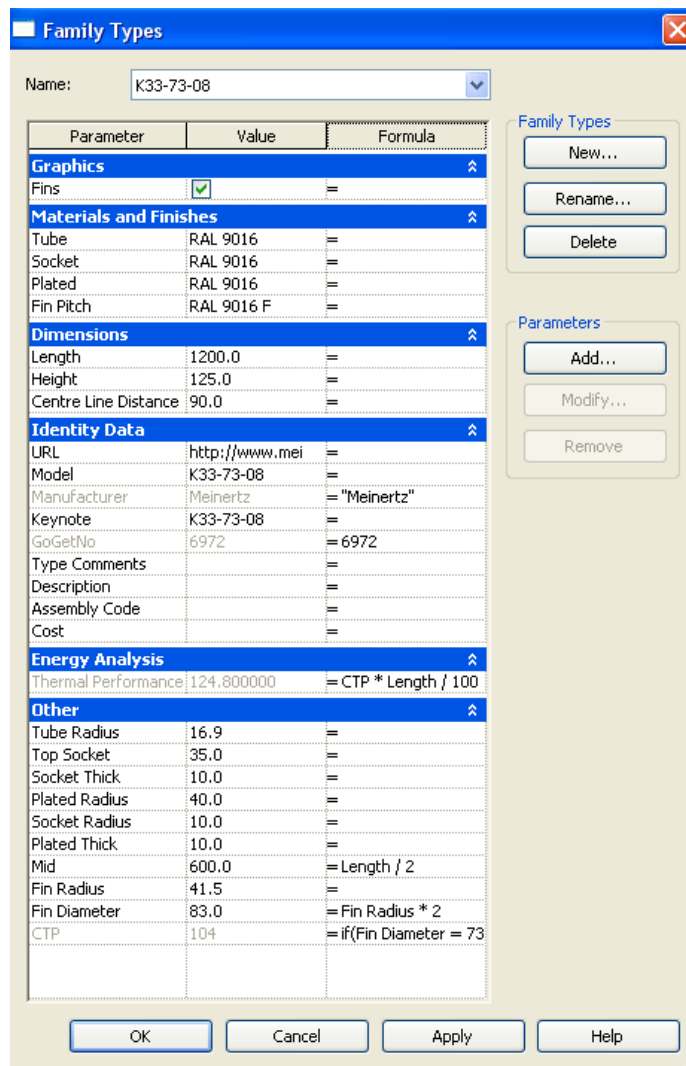 Family Types
Name: K33-73-08
Parameter Value Formula
Graphics
Fins =
Materials and Finishes
Tube RAL 9016 =
Socket RAL 9016 =
Plated RAL 9016 =
Fin Pitch RAL 9016 F =
Dimensions
Length 1200.0 =
Height 125.0 =
Centre Line Distance 90.0 =
Identity Data
URL http://www.mei =
Model K33-73-08 =
Manufacturer Meinertz = "Meinertz"
Keynote K33-73-08 =
GoGetNo 6972 = 6972
Type Comments =
Description =
Assembly Code =
Cost =
Energy Analysis
Thermal Performance 124.800000 = CTP * Length / 100
Other
Tube Radius 16.9 =
Top Socket 35.0 =
Socket Thick 10.0 =
Plated Radius 40.0 =
Socket Radius 10.0 =
Plated Thick 10.0 =
Mid 600.0 = Length / 2
Fin Radius 41.5 =
Fin Diameter 83.0 = Fin Radius * 2
CTP 104 = if(Fin Diameter = 73
Family Types
New...
Rename...
Delete
Parameters
Add...
Modify...
Remove
OK Cancel Apply Help